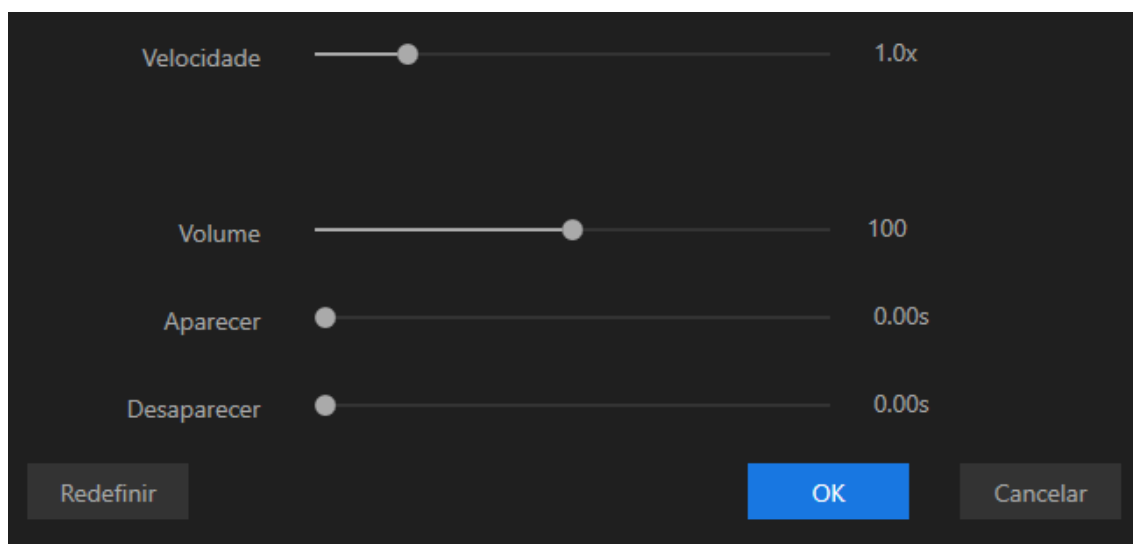 Velocidade 1.0x
Volume 100
Aparecer 0.00s
Desaparecer 0.00s
Redefinir OK Cancelar